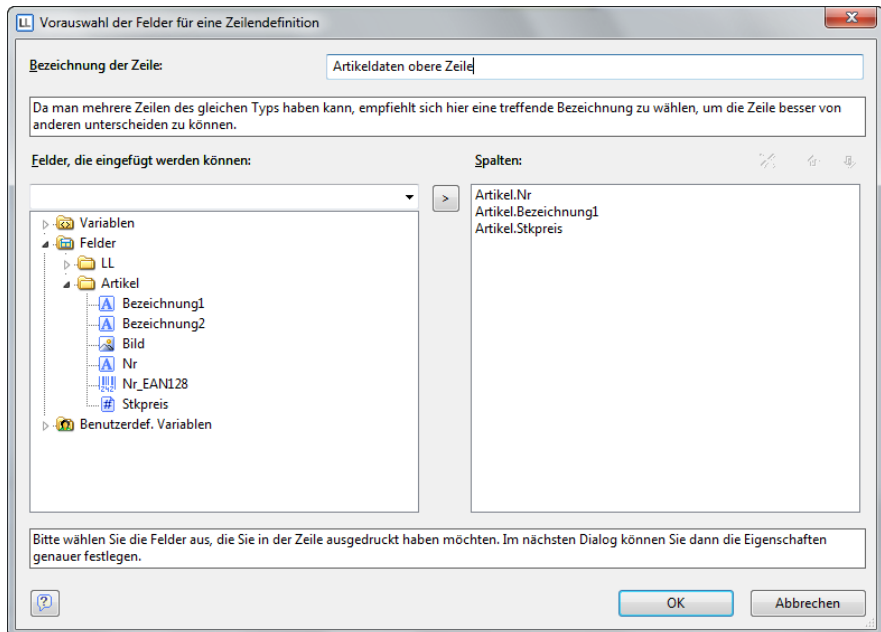 LL Vorauswahl der Felder für eine Zeilendefinition
Bezeichnung der Zeile: Artikeldaten obere Zeile
Da man mehrere Zeilen des gleichen Typs haben kann, empfiehlt sich hier eine treffende Bezeichnung zu wählen, um die Zeile besser von
anderen unterscheiden zu können.
Felder, die eingefügt werden können:
Spalten:
>
Variablen
Felder
LL
Artikel
Bezeichnung1
Bezeichnung2
Bild
Nr
Nr_EAN128
Stkpreis
Benutzerdef. Variablen
Artikel.Nr
Artikel.Bezeichnung1
Artikel.Stkpreis
Bitte wählen Sie die Felder aus, die Sie in der Zeile ausgedruckt haben möchten. Im nächsten Dialog können Sie dann die Eigenschaften
genauer festlegen.
OK
Abbrechen